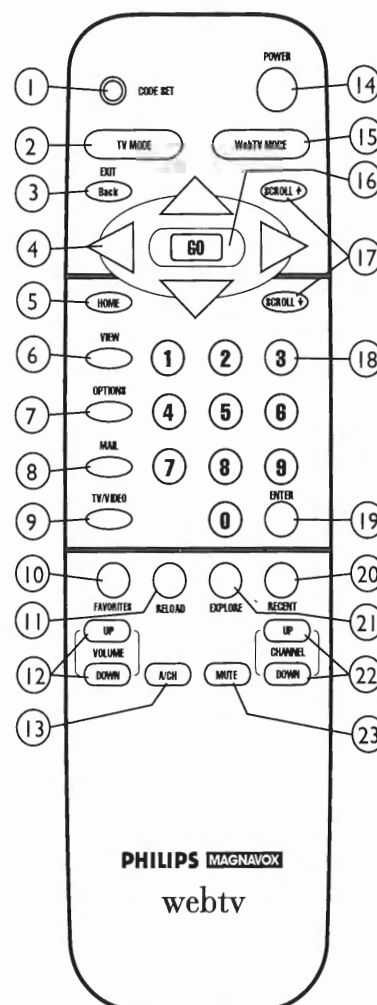 POWER
1 CODE SET 14
2 TV MODE WebTV MODE 15
EXIT
3 Back SCROLL 16
4 GO 17
5 HOME SCROLL
VIEW
6 1 2 3 18
OPTIONS
7 4 5 6
MAIL
8 7 8 9
TV/VIDEO ENTER
9 0 19
10 20
FAVORITES RELOAD EXPLORE RECENT
11 21
UP UP
12 VOLUME CHANNEL 22
DOWN A/CH MUTE DOWN
13 23
PHILIPS MAGNAVOX
webtv